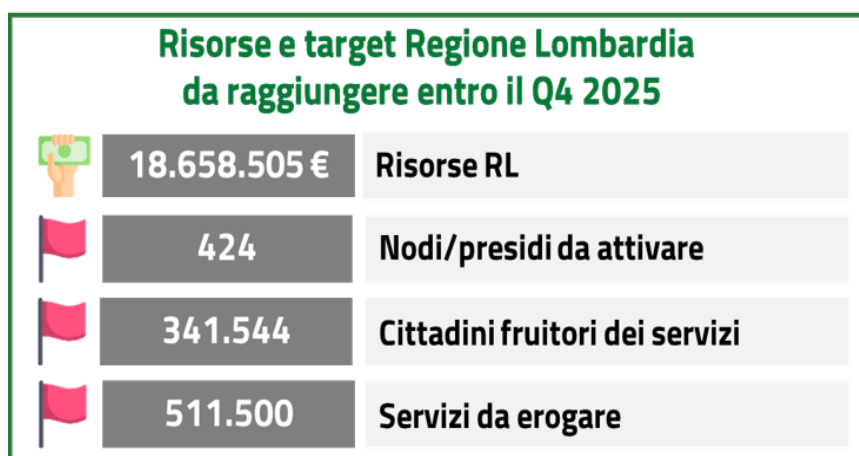 Risorse e target Regione Lombardia
da raggiungere entro il Q4 2025
18.658.505 € Risorse RL
424 Nodi/presidi da attivare
341.544 Cittadini fruitori dei servizi
511.500 Servizi da erogare